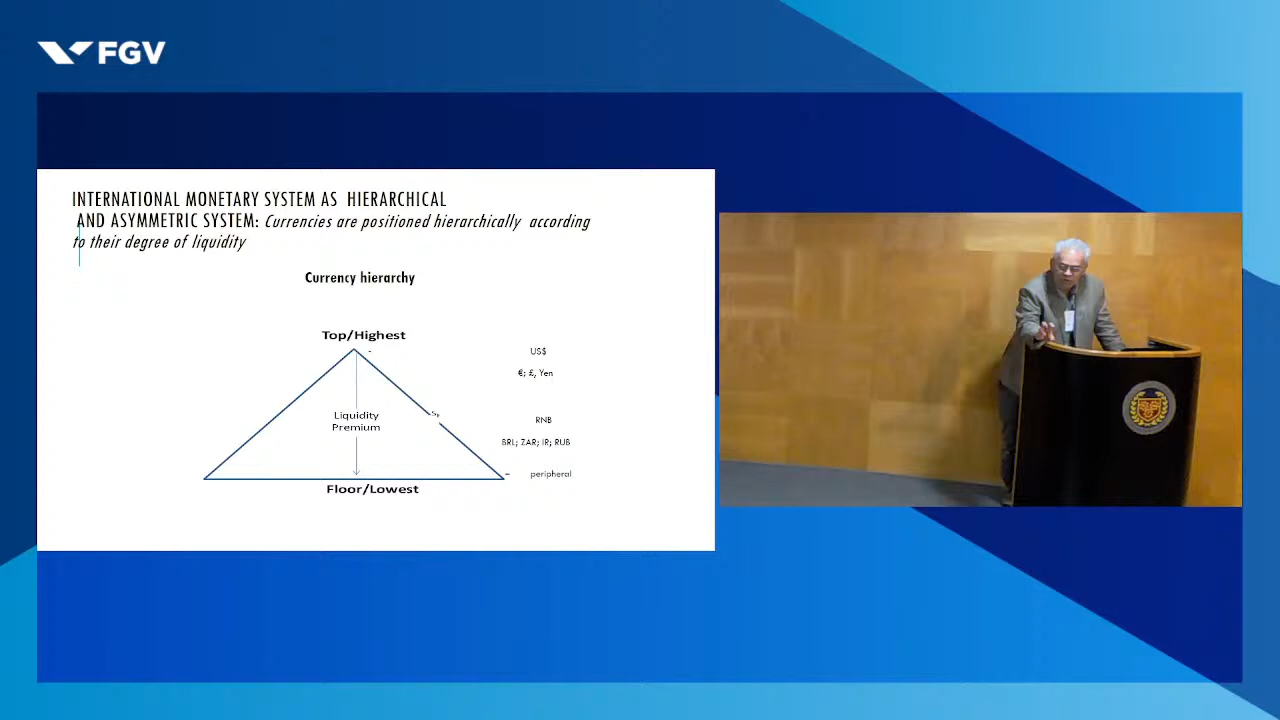 FGV
INTERNATIONAL MONETARY SYSTEM AS HIERARCHICAL
AND ASYMMETRIC SYSTEM: Currencies are positioned hierarchically according
to their degree of liquidity
Currency hierarchy
Top/Highest
US$
€; £, Yen
Liquidity
Premium
RNB
BRL; ZAR; IR; RUB
peripheral
Floor/Lowest